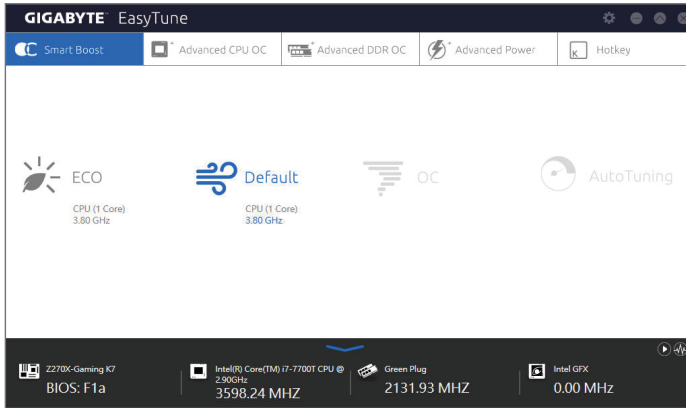 GIGABYTE™ EasyTune
Smart Boost
Advanced CPU OC
Advanced DDR OC
Advanced Power
K Hotkey
ECO
CPU (1 Core)
3.80 GHz
Default
CPU (1 Core)
3.80 GHz
OC
AutoTuning
Z270X-Gaming K7
BIOS: F1a
Intel(R) Core(TM) i7-7700T CPU @
2.90GHz
3598.24 MHZ
Green Plug
2131.93 MHZ
Intel GFX
0.00 MHz